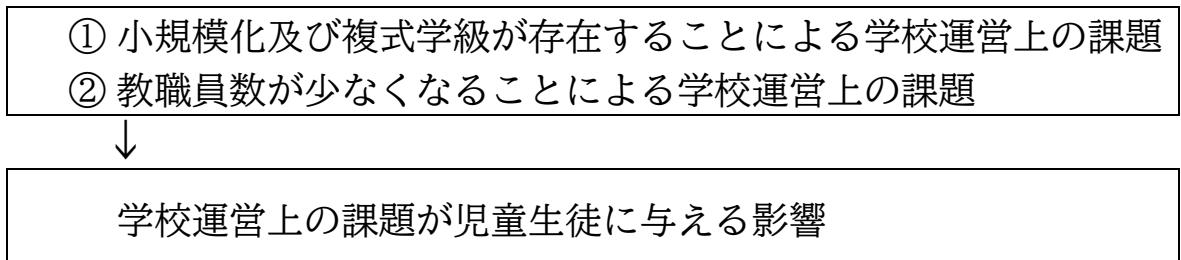 ① 小規模化及び複式学級が存在することによる学校運営上の課題
② 教職員数が少なくなることによる学校運営上の課題
↓
学校運営上の課題が児童生徒に与える影響